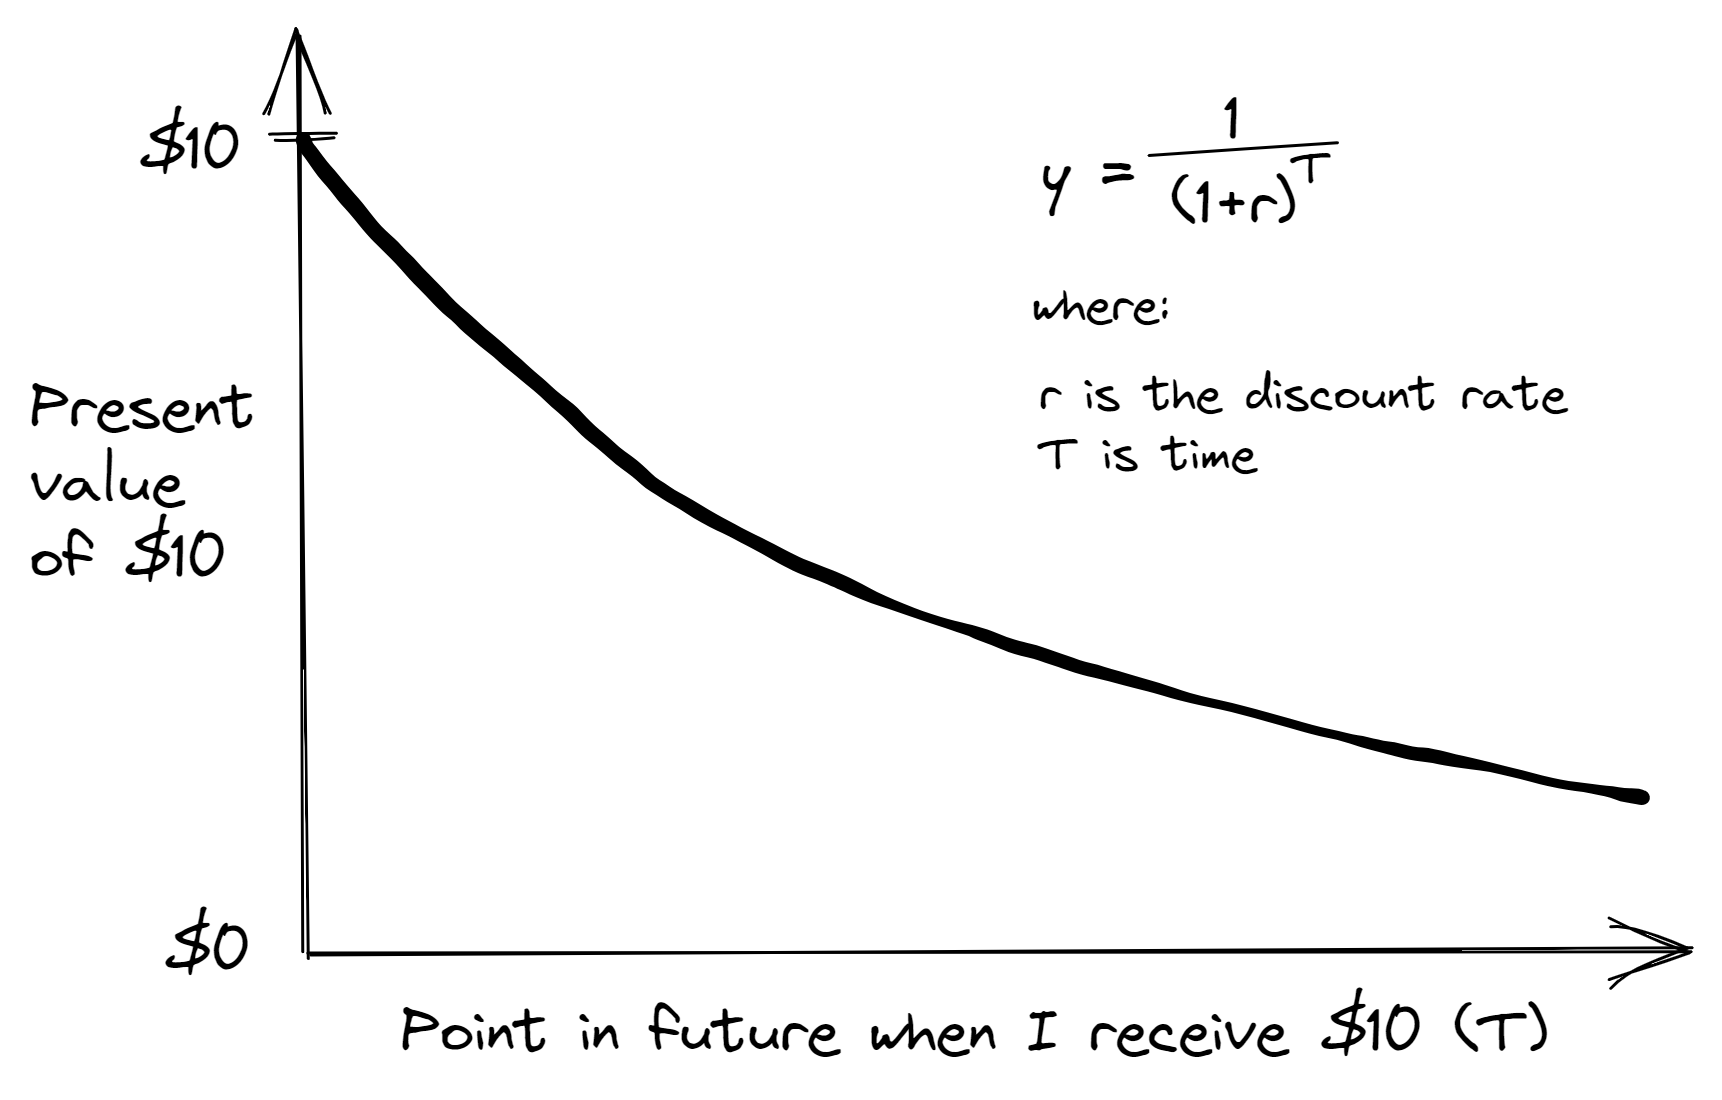 $10
Present
value
of $10
$0
y = 1/(1+r)^T
where:
r is the discount rate
T is time
Point in future when I receive $10 (T)